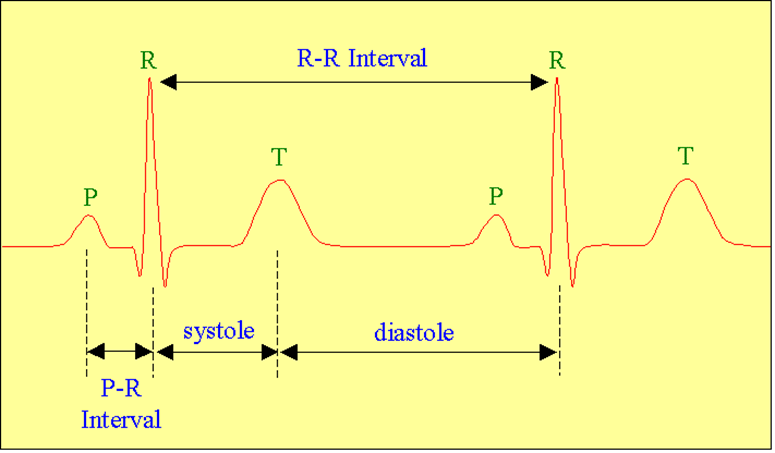 R
R-R Interval
R
P
T
P
T
systole
diastole
P-R
Interval